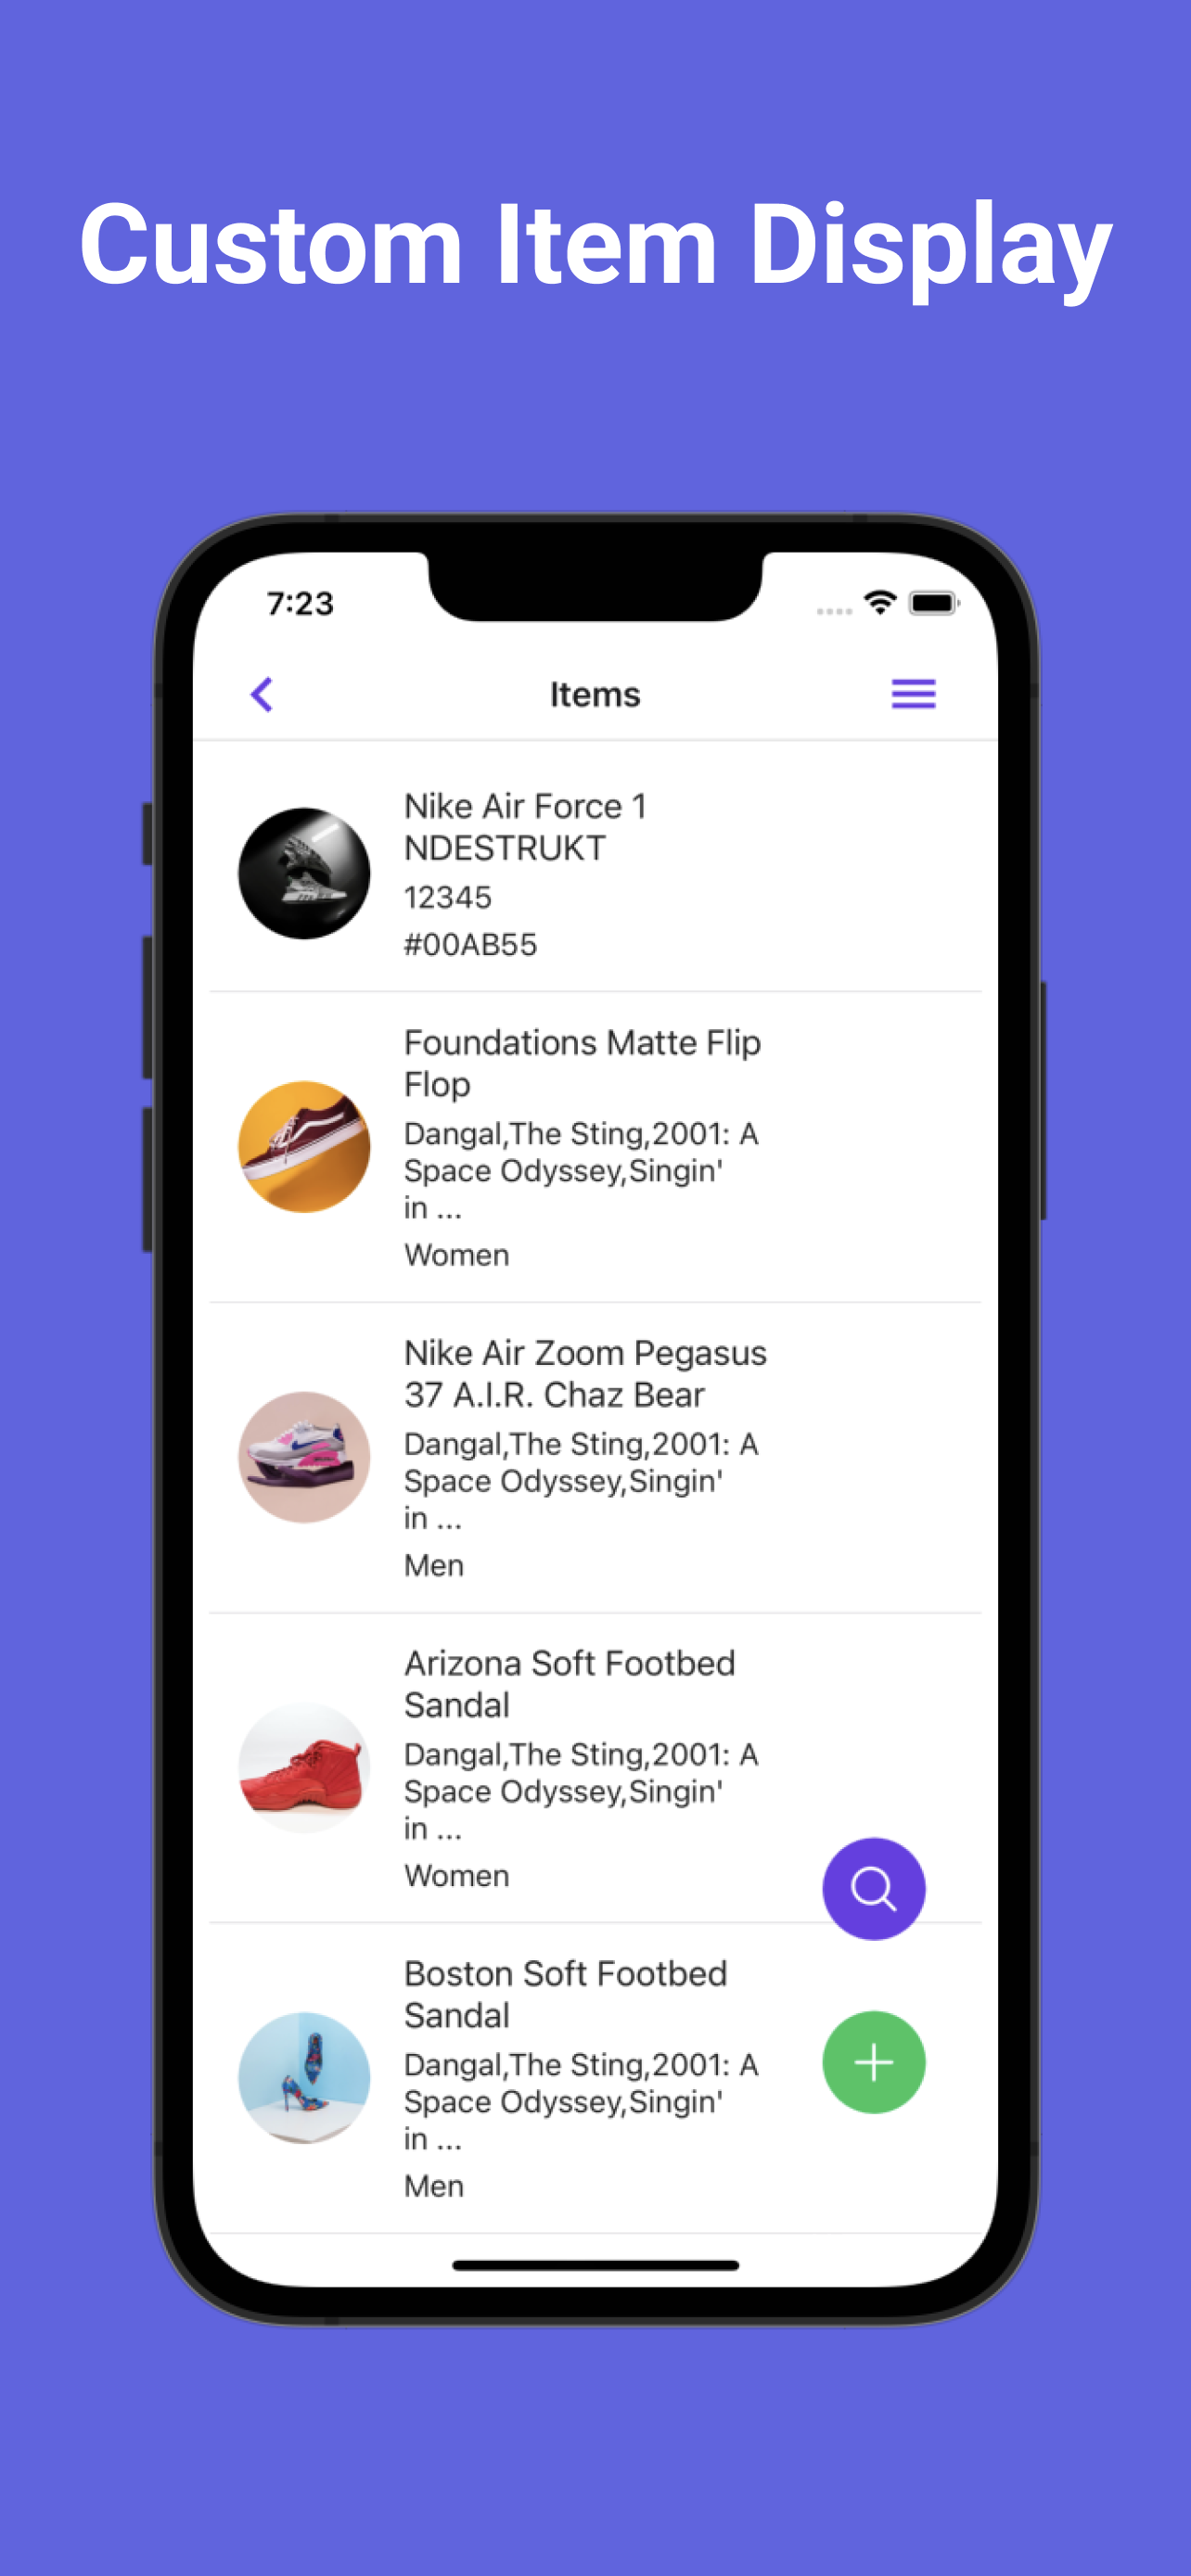 Custom Item Display
7:23
Items
Nike Air Force 1
NDESTRUKT
12345
#00AB55
Foundations Matte Flip
Flop
Dangal,The Sting,2001: A
Space Odyssey,Singin'
in ...
Women
Nike Air Zoom Pegasus
37 A.I.R. Chaz Bear
Dangal,The Sting,2001: A
Space Odyssey,Singin'
in ...
Men
Arizona Soft Footbed
Sandal
Dangal,The Sting,2001: A
Space Odyssey,Singin'
in ...
Women
Boston Soft Footbed
Sandal
Dangal,The Sting,2001: A
Space Odyssey,Singin'
in ...
Men